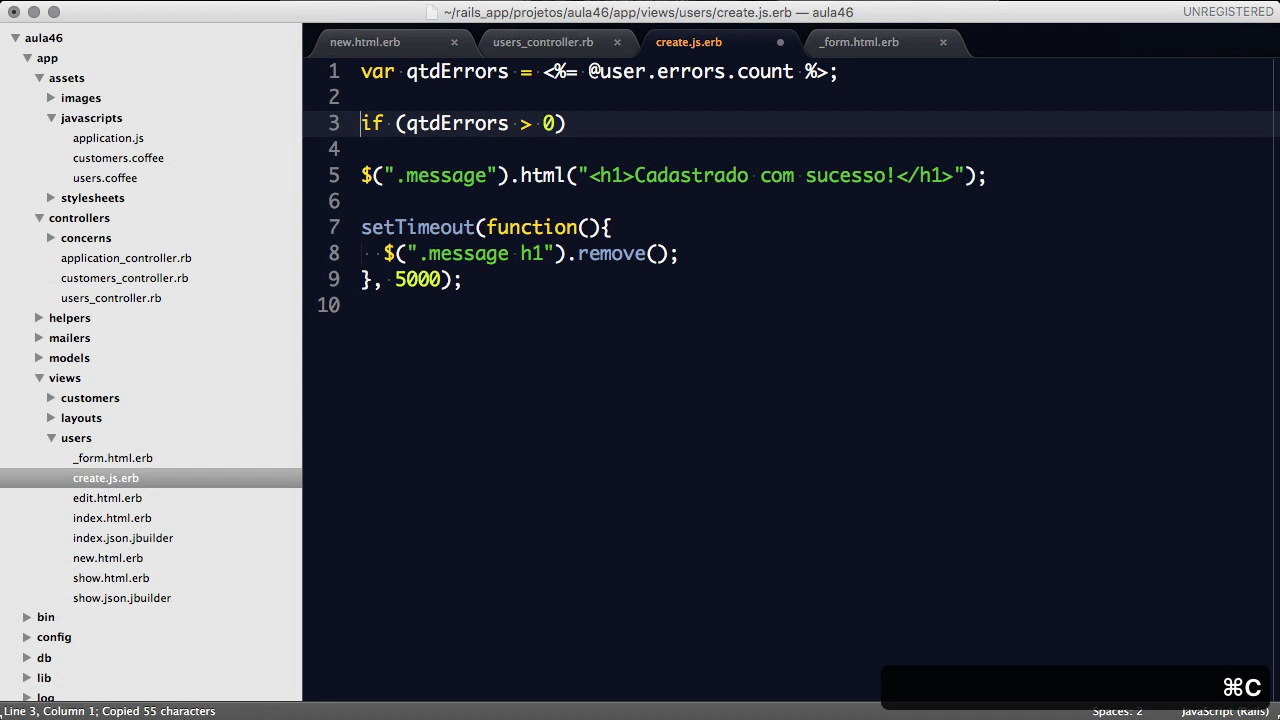 ~/rails_app/projetos/aula46/app/views/users/create.js.erb — aula46
UNREGISTERED
aula46
app
assets
images
javascripts
application.js
customers.coffee
users.coffee
stylesheets
controllers
concerns
application_controller.rb
customers_controller.rb
users_controller.rb
helpers
mailers
models
views
customers
layouts
users
_form.html.erb
create.js.erb
edit.html.erb
index.html.erb
index.json.jbuilder
new.html.erb
show.html.erb
show.json.jbuilder
bin
config
db
lib
log
new.html.erb × users_controller.rb × create.js.erb _form.html.erb ×
1 var qtdErrors = <%= @user.errors.count %>;
2
3 if (qtdErrors > 0)
4
5 $(".message").html("<h1>Cadastrado com sucesso!</h1>");
6
7 setTimeout(function(){
8 $(".message h1").remove();
9 }, 5000);
10
⌘C
Line 3, Column 1; Copied 55 characters
Spaces: 2
JavaScript (Rails)